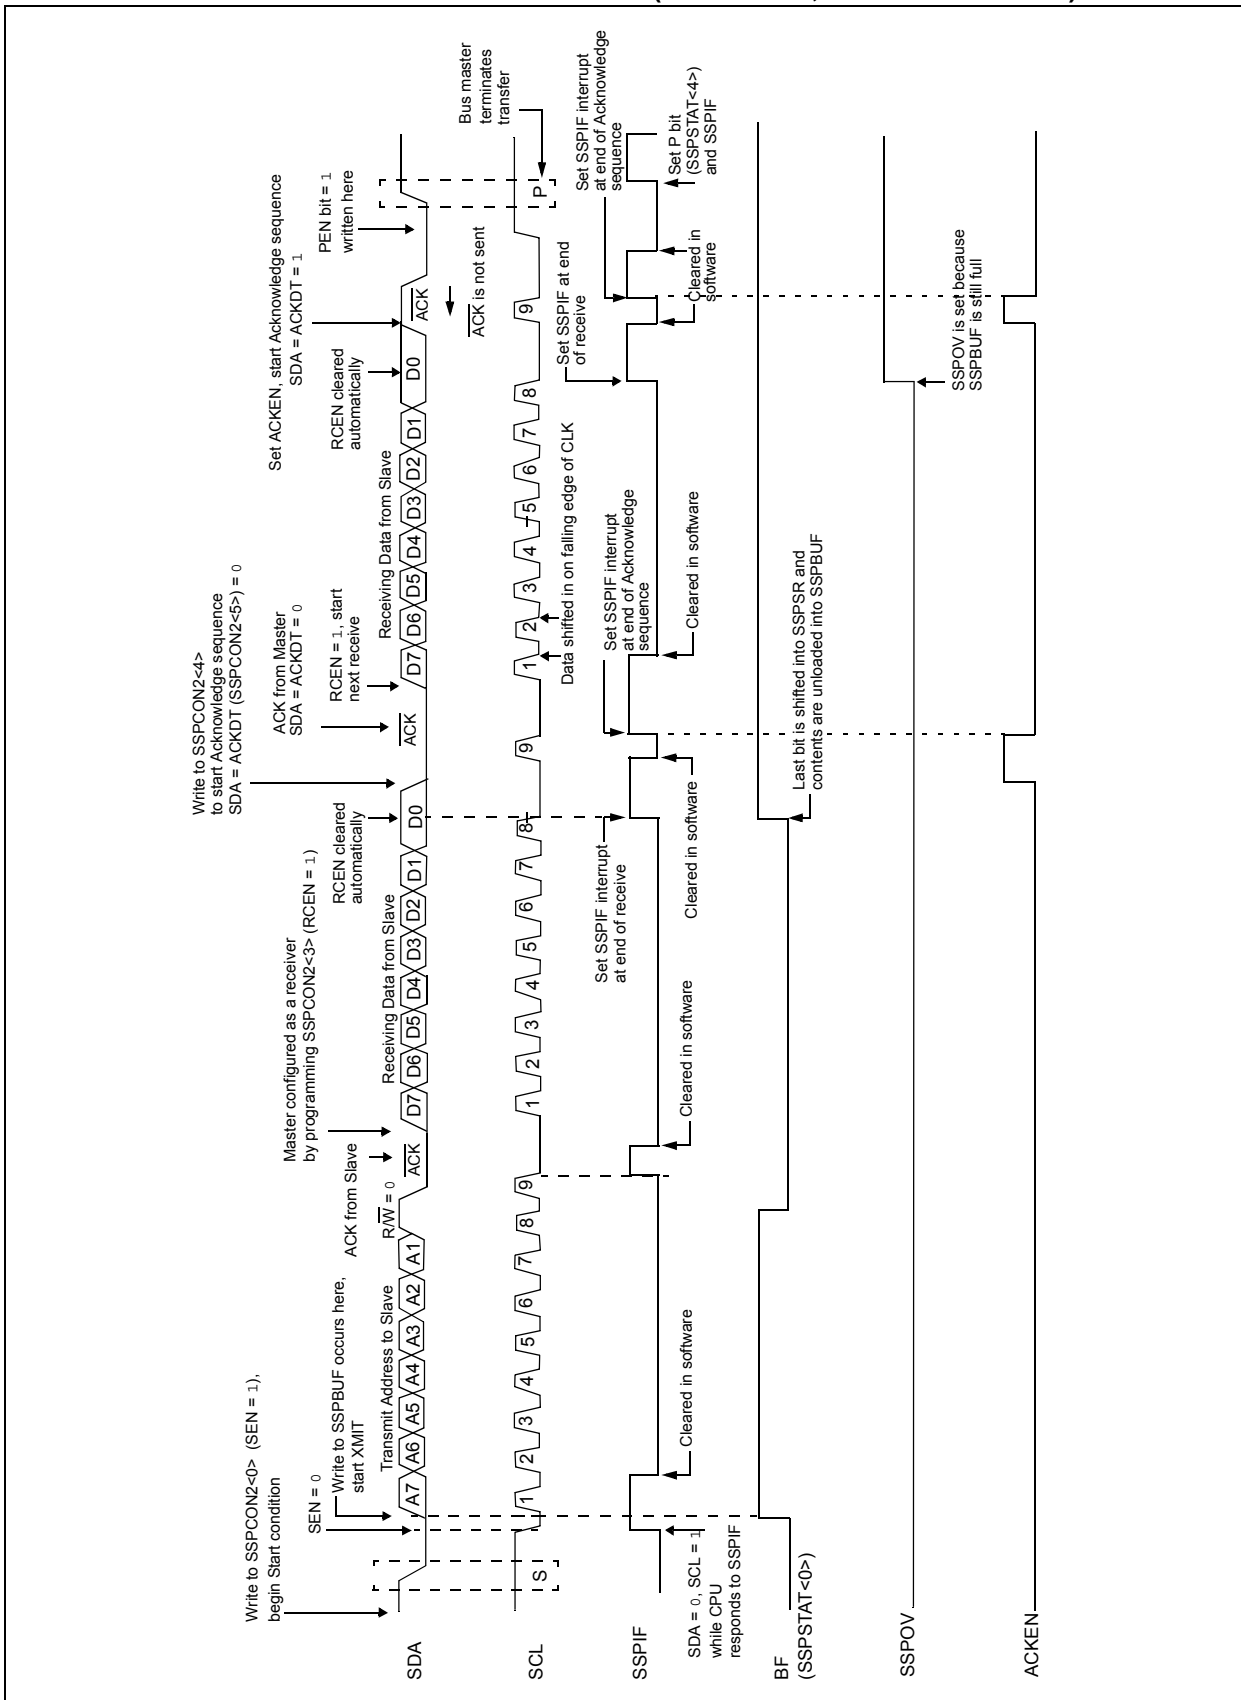 Write to SSPCON2<4>
to start Acknowledge sequence
SDA = ACKDT (SSPCON2<5>) = 0
Write to SSPCON2<0> (SEN = 1),
begin Start condition
Master configured as a receiver
by programming SSPCON2<3> (RCEN = 1)
ACK from Master
SDA = ACKDT = 0
Set ACKEN, start Acknowledge sequence
SDA = ACKDT = 1
SEN = 0
Write to SSPBUF occurs here,
start XMIT
ACK from Slave
RCEN cleared
automatically
RCEN = 1, start
next receive
RCEN cleared
automatically
PEN bit = 1
written here
Transmit Address to Slave
R/W = 0
Receiving Data from Slave
Receiving Data from Slave
SDA
A7 A6 A5 A4 A3 A2 A1
ACK
D7 D6 D5 D4 D3 D2 D1 D0
ACK
D7 D6 D5 D4 D3 D2 D1 D0
ACK
ACK is not sent
Bus master
terminates
transfer
SCL
S
1 2 3 4 5 6 7 8 9
1 2 3 4 5 6 7 8 9
1 2 3 4 5 6 7 8 9
P
Data shifted in on falling edge of CLK
Set SSPIF interrupt
at end of receive
Set SSPIF interrupt
at end of Acknowledge
sequence
Set SSPIF at end
of receive
Set SSPIF interrupt
at end of Acknowledge
sequence
SSPIF
SDA = 0, SCL = 1
while CPU
responds to SSPIF
Cleared in software
Cleared in software
Cleared in software
Cleared in software
Cleared in
software
Set P bit
(SSPSTAT<4>)
and SSPIF
BF
(SSPSTAT<0>)
Last bit is shifted into SSPSR and
contents are unloaded into SSPBUF
SSPOV
SSPOV is set because
SSPBUF is still full
ACKEN